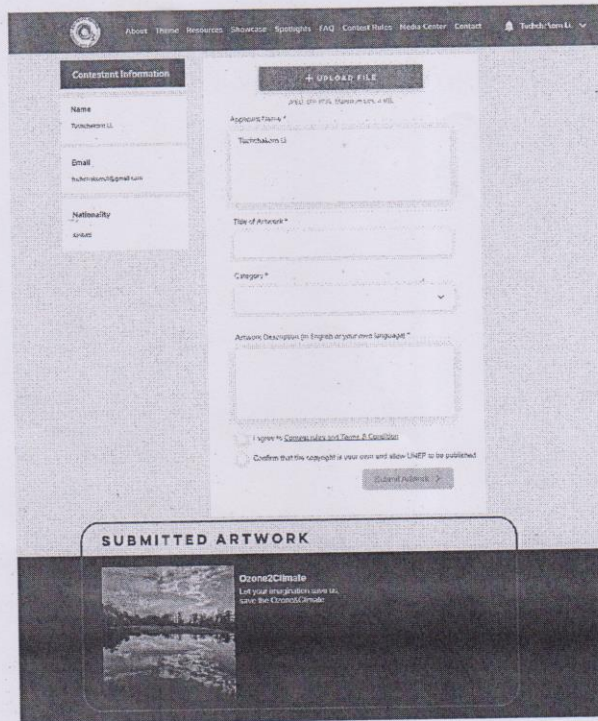 About Theme Resources Showcase Spotlights FAQ Contest Rules Media Center Contact
Contestant Information
Name
Email
Nationality
+ UPLOAD FILE
Applicant Name *
Title of Artwork *
Category *
Artwork Description (in English or your own language) *
I agree to Contest rules and Terms & Condition
Confirm that the copyright is your own and allow UNEP to be published
Submit Artwork >
SUBMITTED ARTWORK
Ozone2Climate
Let your imagination save us,
save the Ozone&Climate